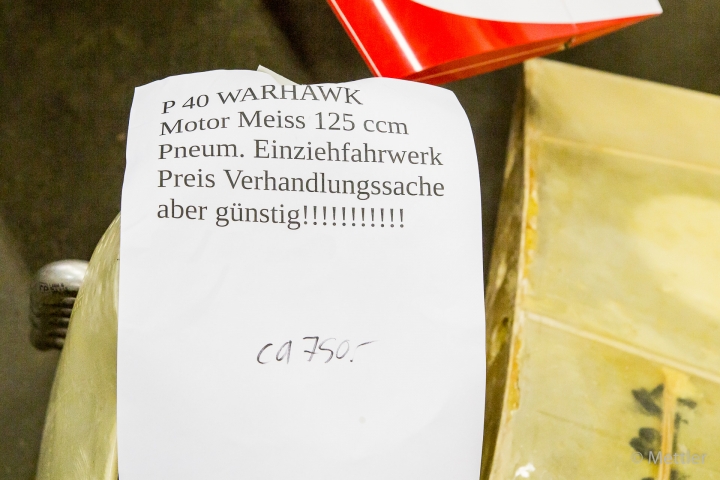 P 40 WARHAWK
Motor Meiss 125 ccm
Pneum. Einziehfahrwerk
Preis Verhandlungssache
aber günstig!!!!!!!!!!!
ca 750.-